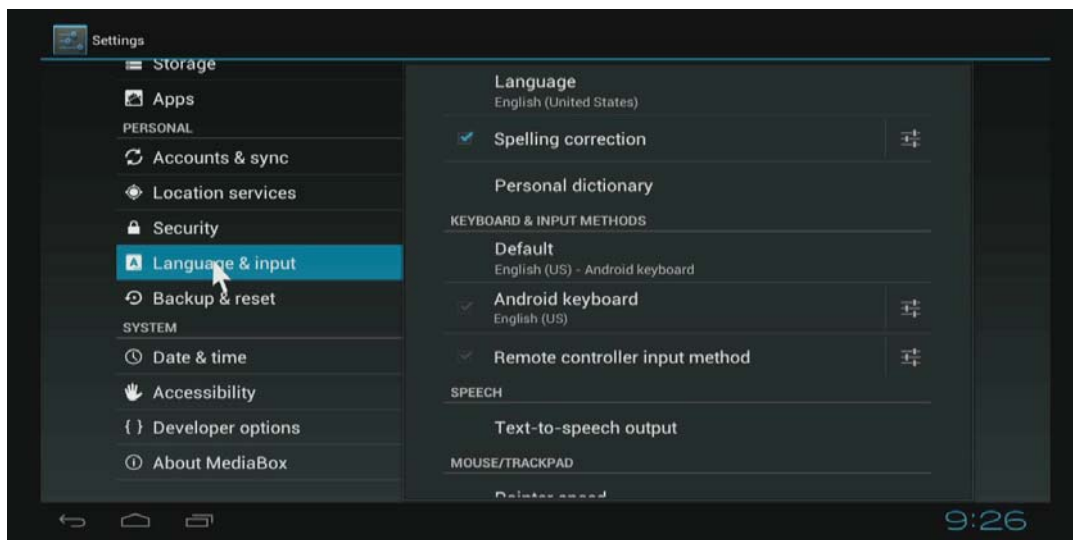 Settings
Storage
Apps
PERSONAL
Accounts & sync
Location services
Security
Language & input
Backup & reset
SYSTEM
Date & time
Accessibility
{ } Developer options
About MediaBox
Language
English (United States)
Spelling correction
Personal dictionary
KEYBOARD & INPUT METHODS
Default
English (US) - Android keyboard
Android keyboard
English (US)
Remote controller input method
SPEECH
Text-to-speech output
MOUSE/TRACKPAD
Pointer speed
9:26